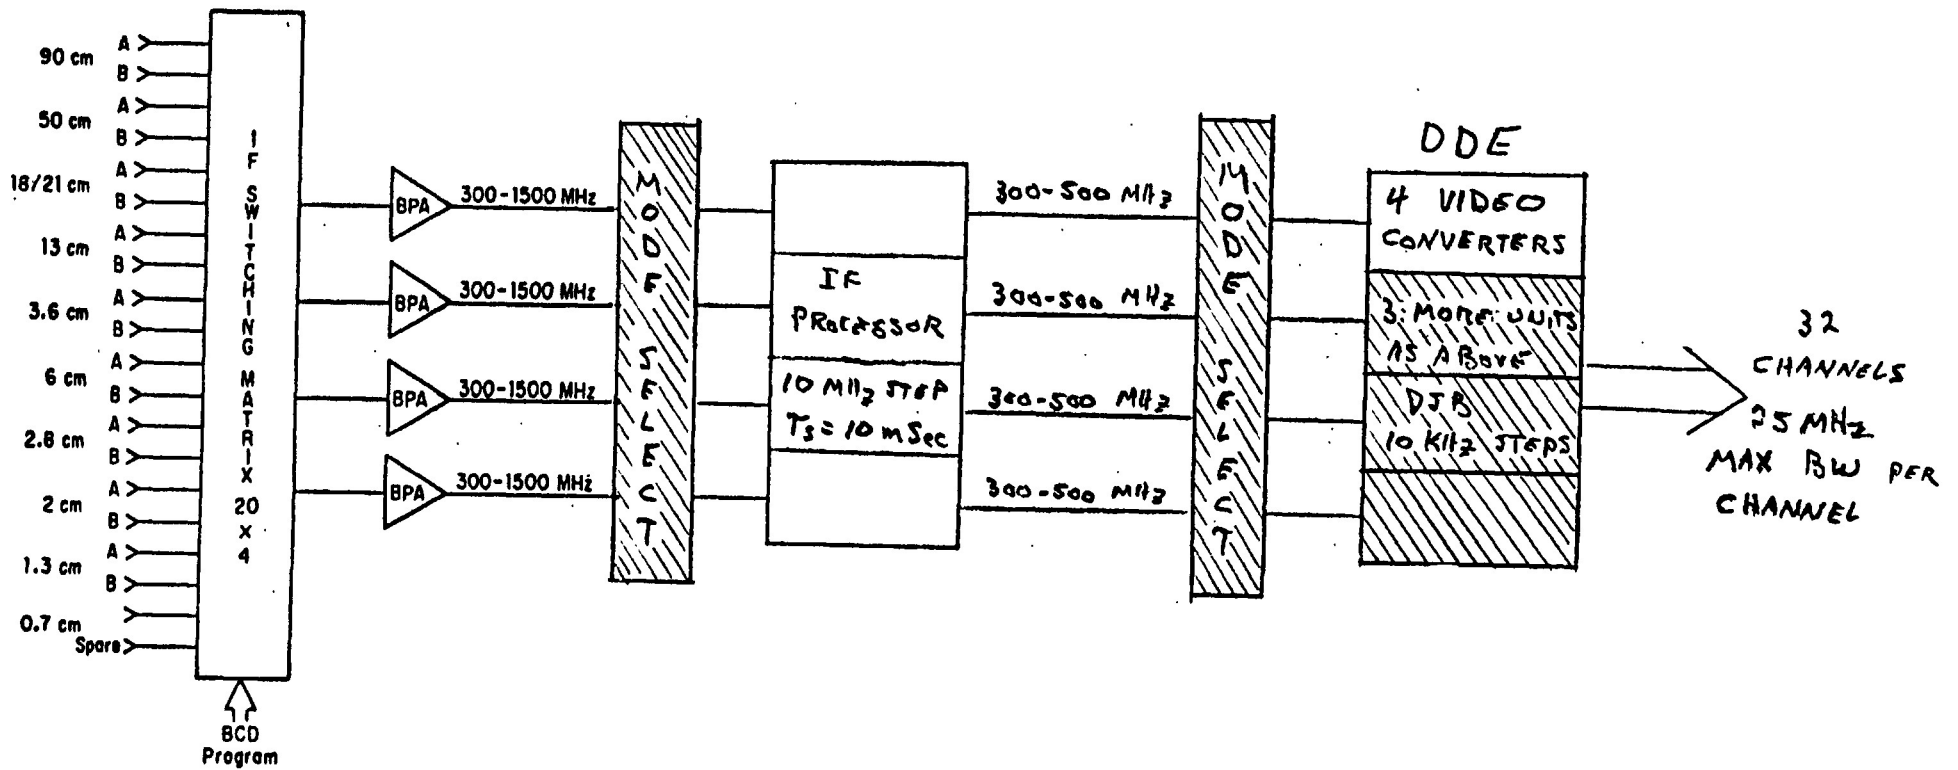 90 cm
A
B
50 cm
A
B
18/21 cm
A
B
13 cm
A
B
3.6 cm
A
B
6 cm
A
B
2.8 cm
A
B
2 cm
A
B
1.3 cm
A
B
0.7 cm
Spare
IF SWITCHING MATRIX 20 x 4
BCD
Program
BPA
300-1500 MHz
BPA
300-1500 MHz
BPA
300-1500 MHz
BPA
300-1500 MHz
MODE SELECT
IF
PROCESSOR
10 MHz STEP
Ts = 10 mSec
300-500 MHz
300-500 MHz
300-500 MHz
300-500 MHz
MODE SELECT
DDE
4 VIDEO
CONVERTERS
3 MORE UNITS
AS ABOVE
10 KHz STEPS
32
CHANNELS
25 MHz
MAX BW PER
CHANNEL